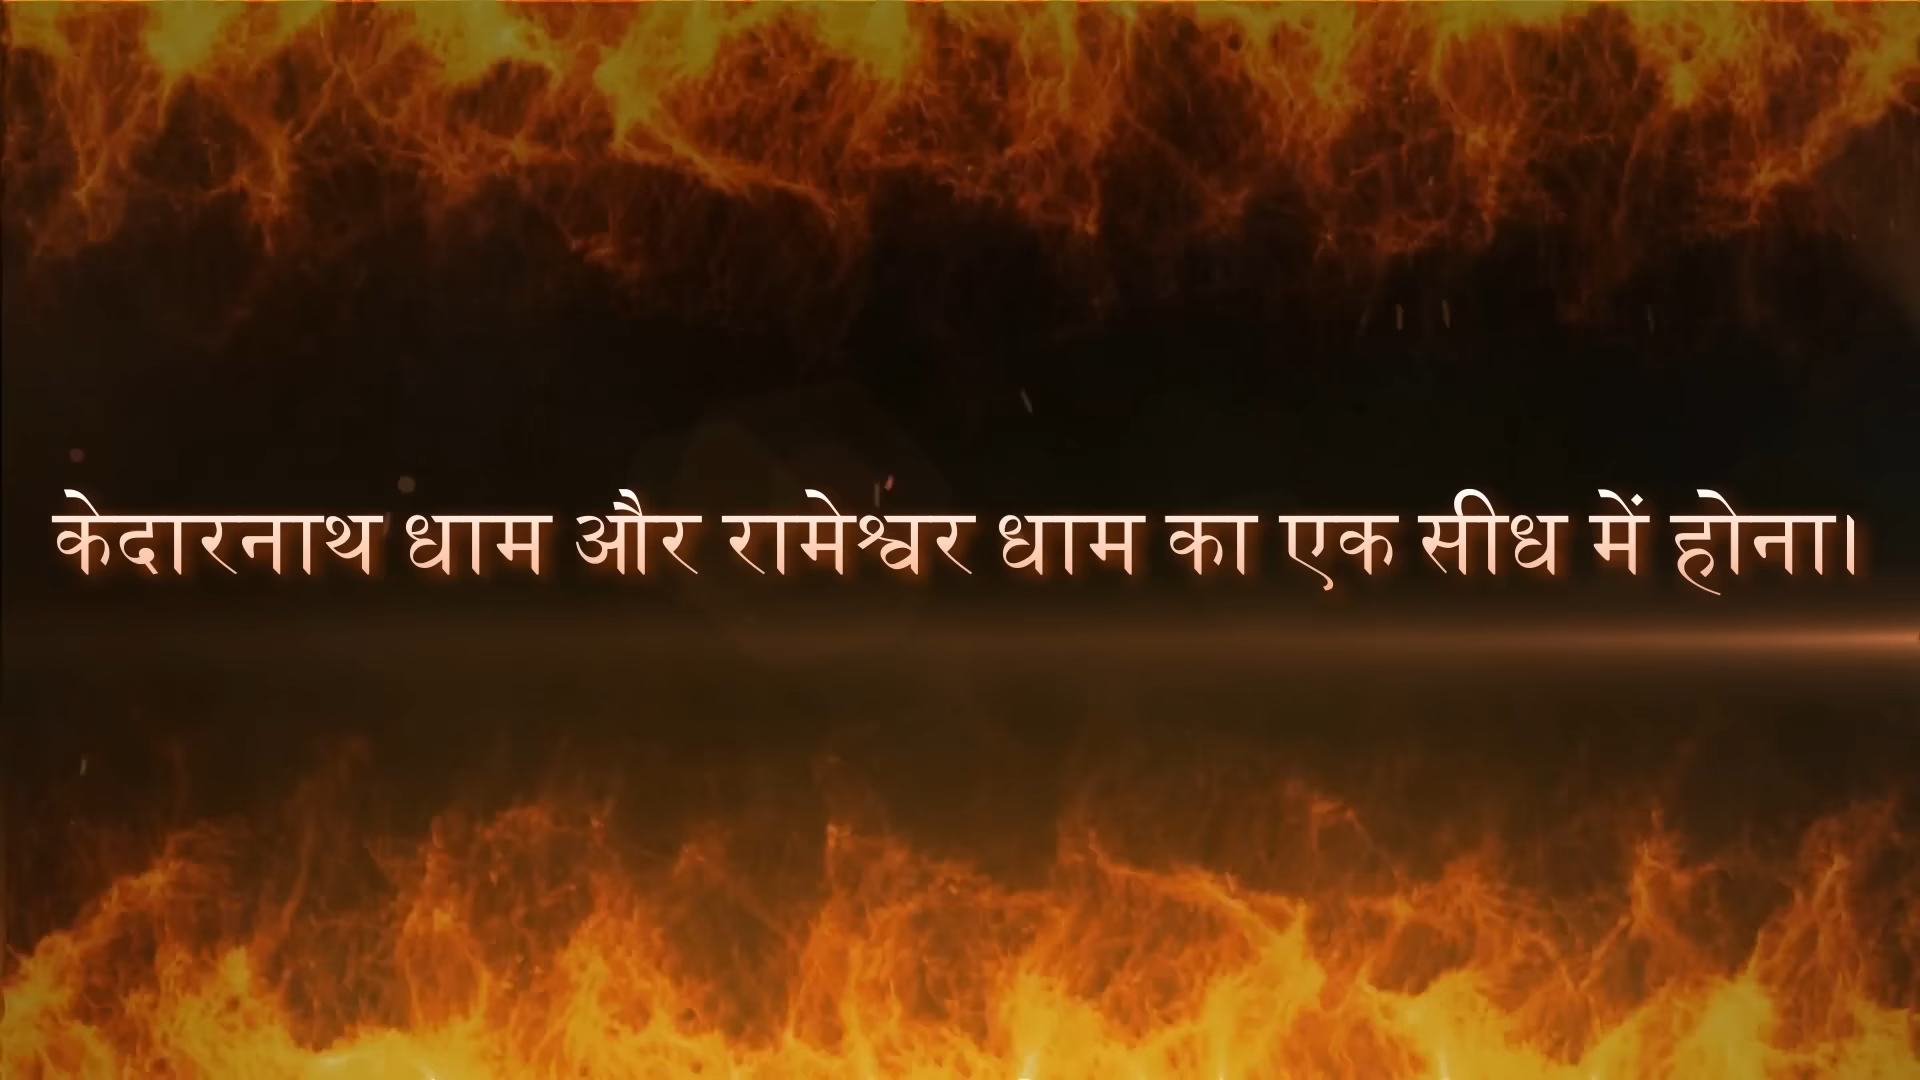 केदारनाथ धाम और रामेश्वर धाम का एक सीध में होना।